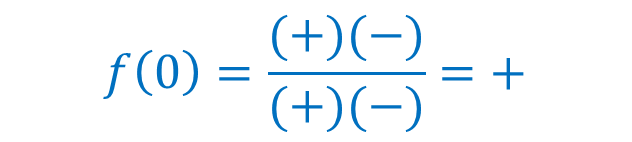 f(0) = (+)(−) / (+)(−) = +